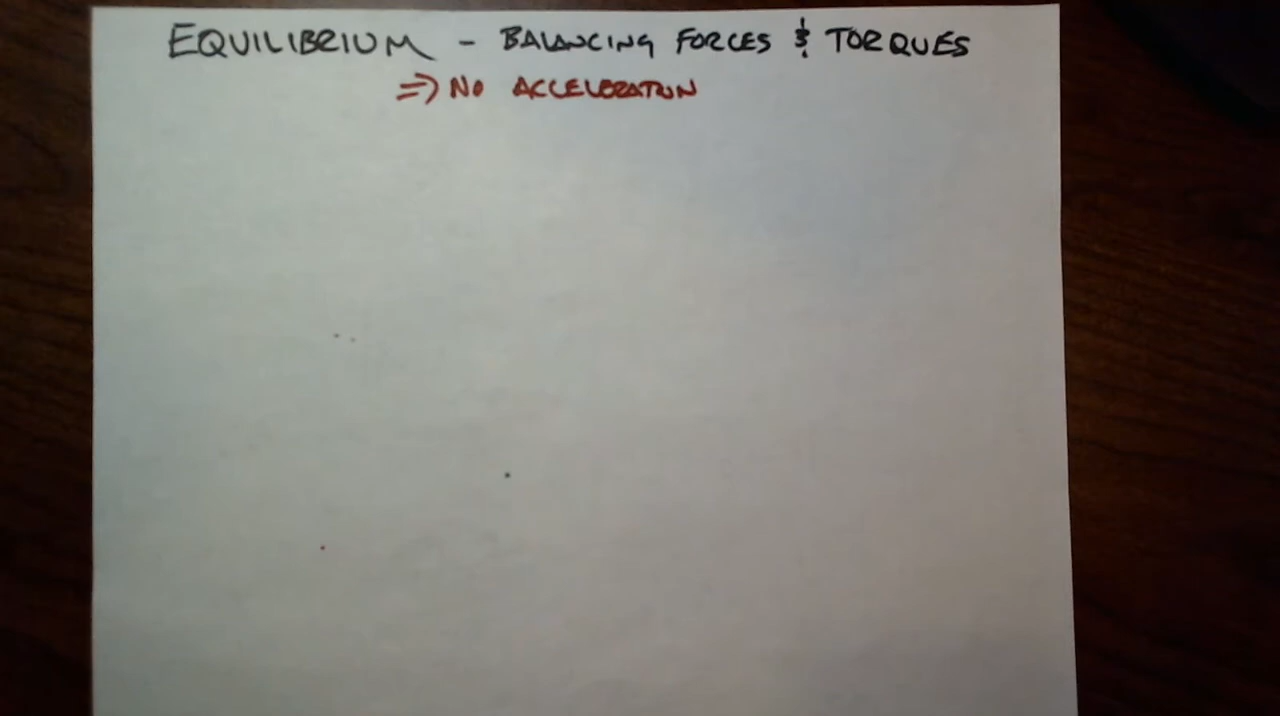 EQUILIBRIUM - BALANCING FORCES & TORQUES
⇒ NO ACCELERATION